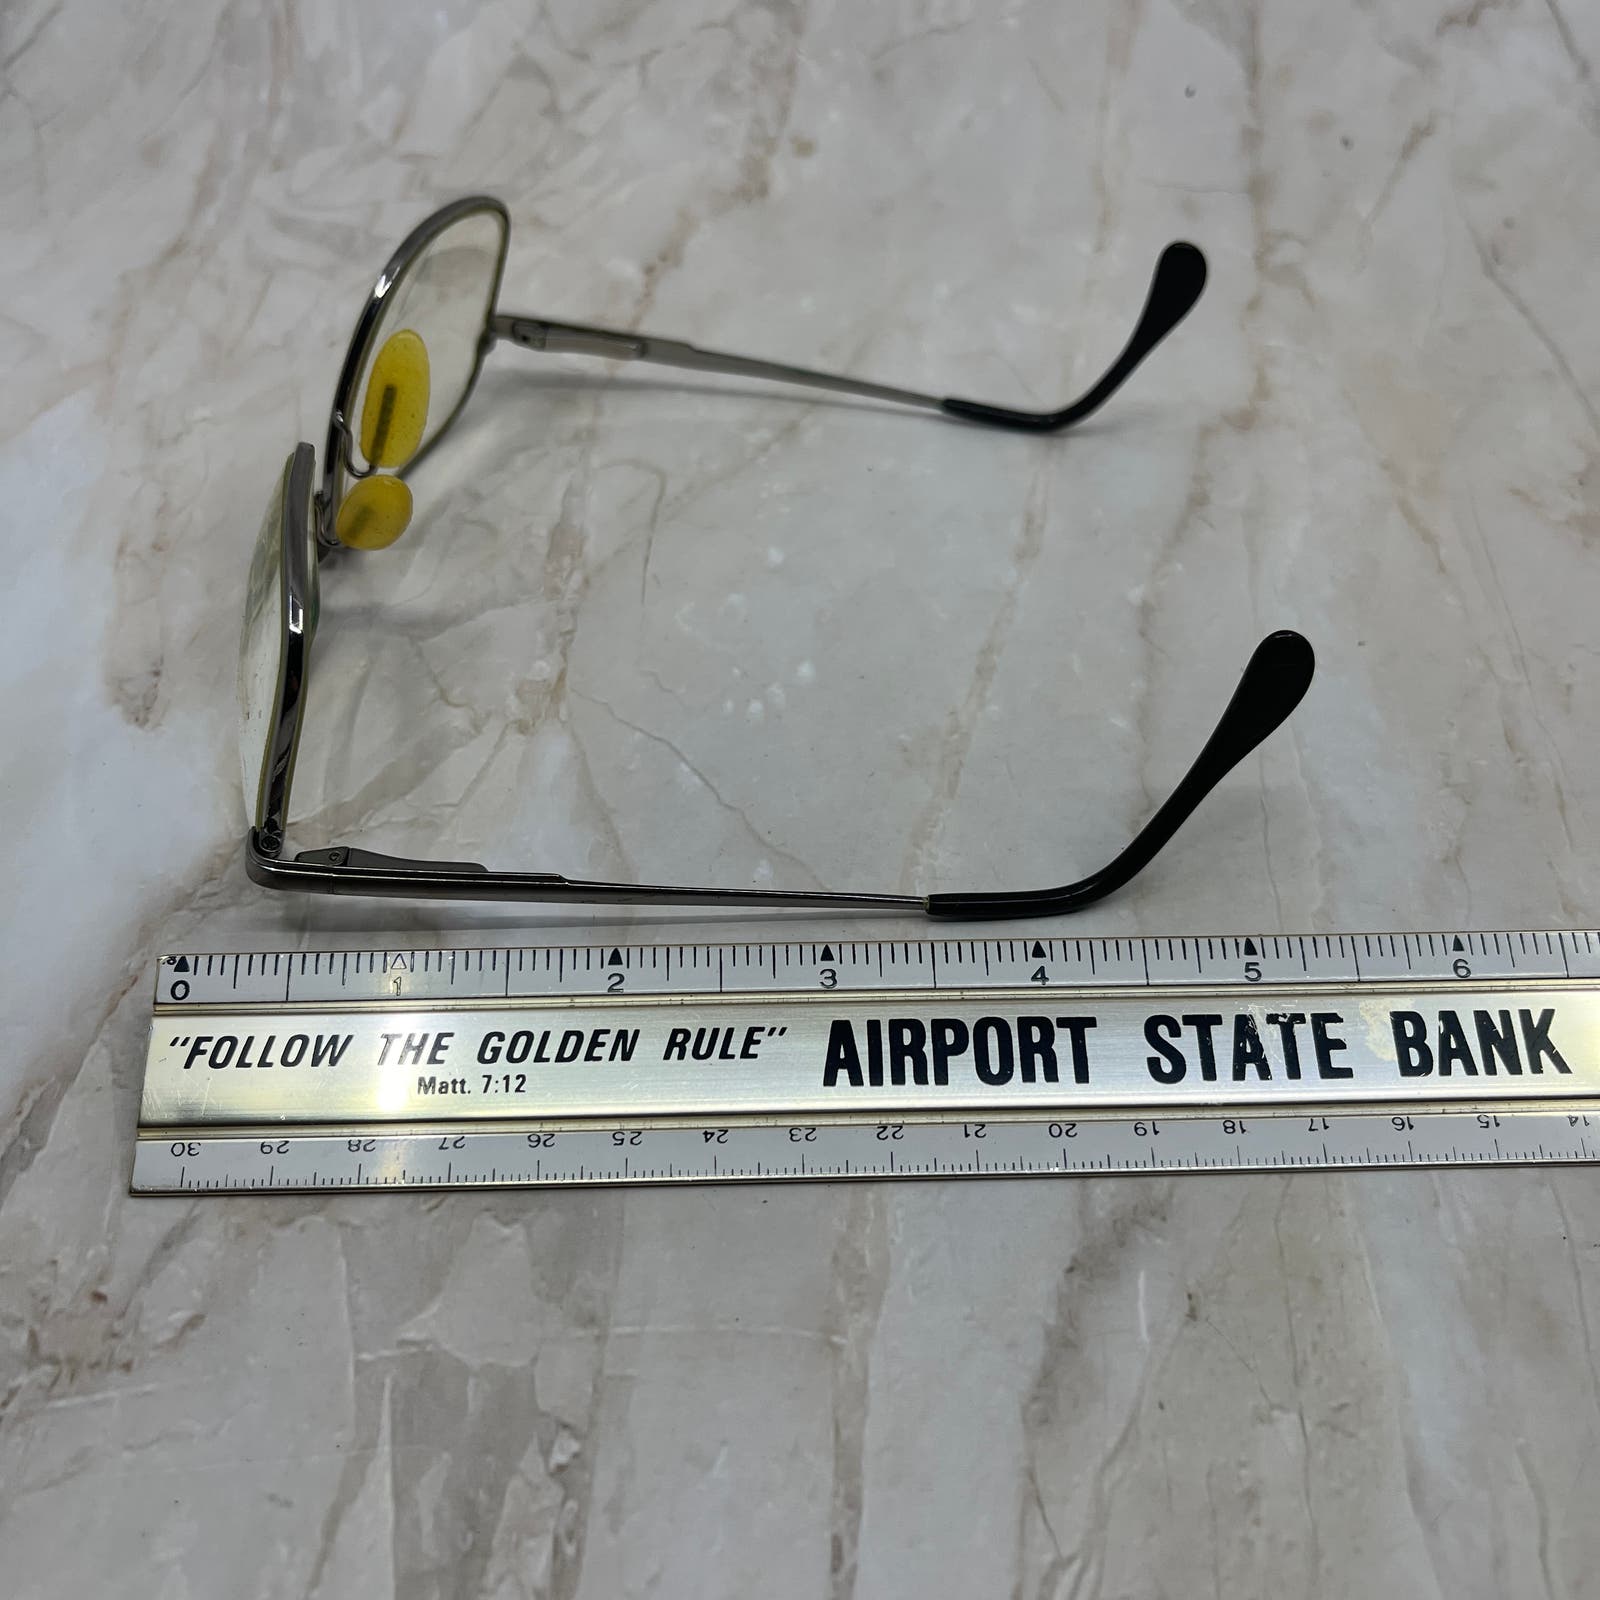 0 1 2 3 4 5 6
"FOLLOW THE GOLDEN RULE" AIRPORT STATE BANK
Matt. 7:12
30 29 28 27 26 25 24 23 22 21 20 19 18 17 16 15 14